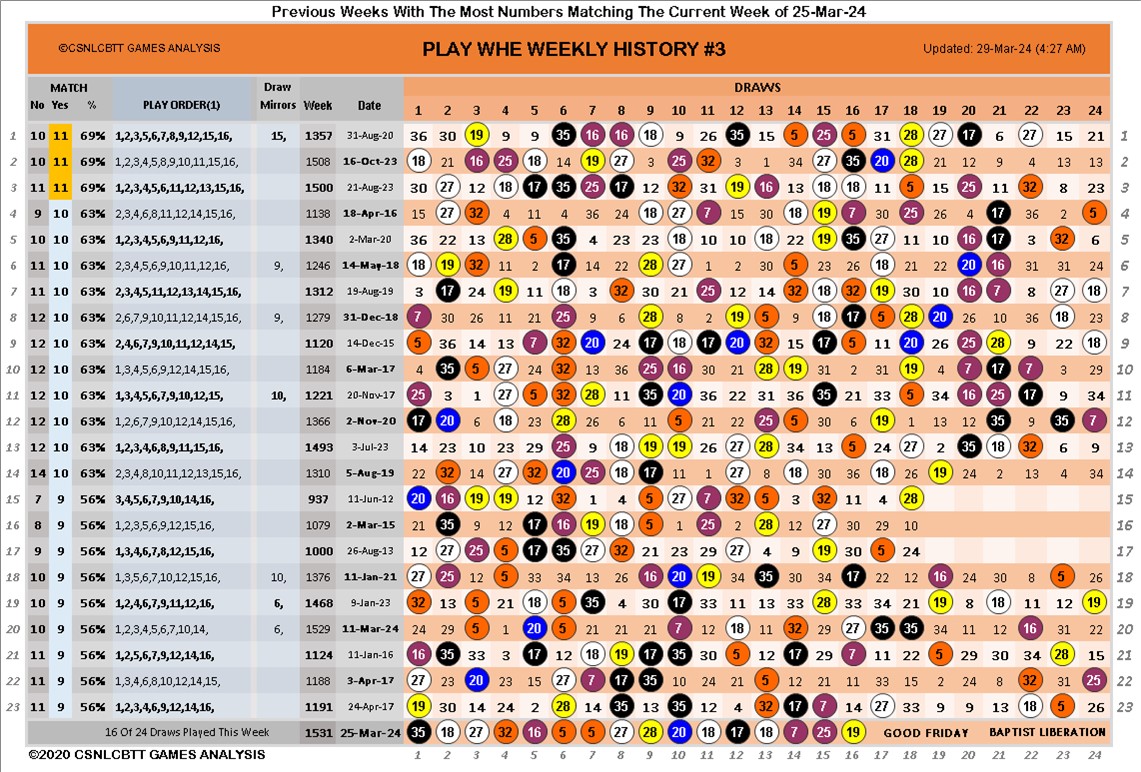 Previous Weeks With The Most Numbers Matching The Current Week of 25-Mar-24
©CSNLCBTT GAMES ANALYSIS PLAY WHE WEEKLY HISTORY #3 Updated: 29-Mar-24 (4:27 AM)
MATCH Draw DRAWS
No Yes % PLAY ORDER(1) Mirrors Week Date 1 2 3 4 5 6 7 8 9 10 11 12 13 14 15 16 17 18 19 20 21 22 23 24
1 10 11 69% 1,2,3,5,6,7,8,9,12,15,16, 15, 1357 31-Aug-20 36 30 19 9 9 35 16 16 18 9 26 35 15 5 25 5 31 28 27 17 6 27 15 21 1
2 10 11 69% 1,2,3,4,5,8,9,10,11,15,16, 1508 16-Oct-23 18 21 16 25 18 14 19 27 3 25 32 3 1 34 27 35 20 28 21 12 9 4 13 13 2
3 11 11 69% 1,2,3,4,5,6,11,12,13,15,16, 1500 21-Aug-23 30 27 12 18 17 35 25 17 12 32 31 19 16 13 18 18 11 5 15 25 11 32 8 23 3
4 9 10 63% 2,3,4,6,8,11,12,14,15,16, 1138 18-Apr-16 15 27 32 4 11 4 36 24 18 27 7 15 30 18 19 16 30 25 26 4 17 36 2 5 4
5 10 10 63% 1,2,3,4,5,6,9,11,12,16, 1340 2-Mar-20 36 22 13 28 5 35 4 23 23 18 10 10 18 22 19 35 27 11 10 16 17 3 32 6 5
6 11 10 63% 2,3,4,5,6,9,10,11,12,16, 9, 1246 14-May-18 18 19 32 11 2 17 14 22 28 27 1 2 30 5 23 26 18 21 22 20 16 31 31 24 6
7 11 10 63% 2,3,4,5,11,12,13,14,15,16, 1312 19-Aug-19 3 17 24 19 11 18 3 32 30 21 25 12 14 32 18 32 19 30 10 16 7 8 27 18 7
8 12 10 63% 2,6,7,9,10,11,12,14,15,16, 9, 1279 31-Dec-18 7 30 26 11 21 25 9 6 28 8 2 19 5 9 18 17 5 28 20 26 10 36 18 23 8
9 12 10 63% 2,4,6,7,9,10,11,12,14,15, 1120 14-Dec-15 5 36 14 13 7 32 20 24 17 18 17 20 32 15 17 5 11 20 26 25 28 9 22 18 9
10 12 10 63% 1,3,4,5,6,9,12,14,15,16, 1184 6-Mar-17 4 35 5 27 24 32 13 36 25 16 30 21 28 19 31 2 31 19 4 7 17 7 3 29 10
11 12 10 63% 1,3,4,5,6,7,9,10,12,15, 10, 1221 20-Nov-17 25 3 1 27 5 32 28 11 35 20 36 22 31 36 35 21 33 5 34 16 25 17 9 34 11
12 12 10 63% 1,2,6,7,9,10,12,14,15,16, 1366 2-Nov-20 17 20 6 18 23 28 26 36 10 5 21 22 25 5 30 6 19 1 13 12 35 9 35 7 12
13 12 10 63% 1,2,3,4,6,8,9,11,15,16, 1493 3-Jul-23 14 23 10 23 29 25 9 18 19 19 27 13 28 34 13 5 24 27 2 35 18 32 6 9 13
14 14 10 63% 2,3,4,8,10,11,12,13,15,16, 1310 5-Aug-19 22 32 14 27 32 20 25 18 17 11 1 27 8 18 30 36 18 26 19 24 2 13 4 34 14
15 7 9 56% 3,4,5,6,7,9,10,14,16, 937 11-Jun-12 20 16 19 19 12 32 1 4 5 27 7 32 5 3 32 11 4 28 15
16 8 9 56% 1,2,3,5,6,9,12,15,16, 1079 2-Mar-15 21 35 9 12 17 16 19 18 5 1 25 2 28 12 27 30 29 10 16
17 9 9 56% 1,3,4,6,7,8,12,15,16, 1000 26-Aug-13 12 27 25 5 17 35 27 32 21 23 29 27 4 9 19 30 5 24 17
18 10 9 56% 1,3,5,6,7,10,12,15,16, 10, 1376 11-Jan-21 27 25 12 5 33 34 13 26 16 20 19 34 35 30 34 17 22 12 19 24 30 8 5 26 18
19 10 9 56% 1,2,4,6,7,9,11,12,16, 6, 1468 9-Jan-23 32 13 5 21 18 5 35 4 30 17 33 11 13 33 28 33 34 21 19 8 18 11 12 19 19
20 10 9 56% 1,2,3,4,5,6,7,10,14, 6, 1529 11-Mar-24 24 29 5 1 20 5 21 21 21 7 12 18 11 32 16 27 35 35 34 11 12 16 31 22 20
21 11 9 56% 1,2,5,6,7,9,12,14,16, 1124 11-Jan-16 16 35 33 3 17 12 18 19 17 35 30 5 12 17 29 7 11 22 5 29 30 34 28 15 21
22 11 9 56% 1,3,4,6,8,10,12,14,15, 1188 3-Apr-17 27 23 20 23 6 27 7 17 35 10 34 13 5 12 21 11 11 12 18 24 8 32 31 25 22
23 11 9 56% 1,2,3,4,6,9,12,14,16, 1191 24-Apr-17 19 30 14 24 2 28 14 35 13 35 12 4 32 17 7 14 27 33 9 9 13 18 5 26 23
16 Of 24 Draws Played This Week 1531 25-Mar-24 35 18 27 32 2 16 5 5 27 28 20 18 17 18 7 25 19 GOOD FRIDAY BAPTIST LIBERATION
©2020 CSNLCBTT GAMES ANALYSIS 1 2 3 4 5 6 7 8 9 10 11 12 13 14 15 16 17 18 19 20 21 22 23 24